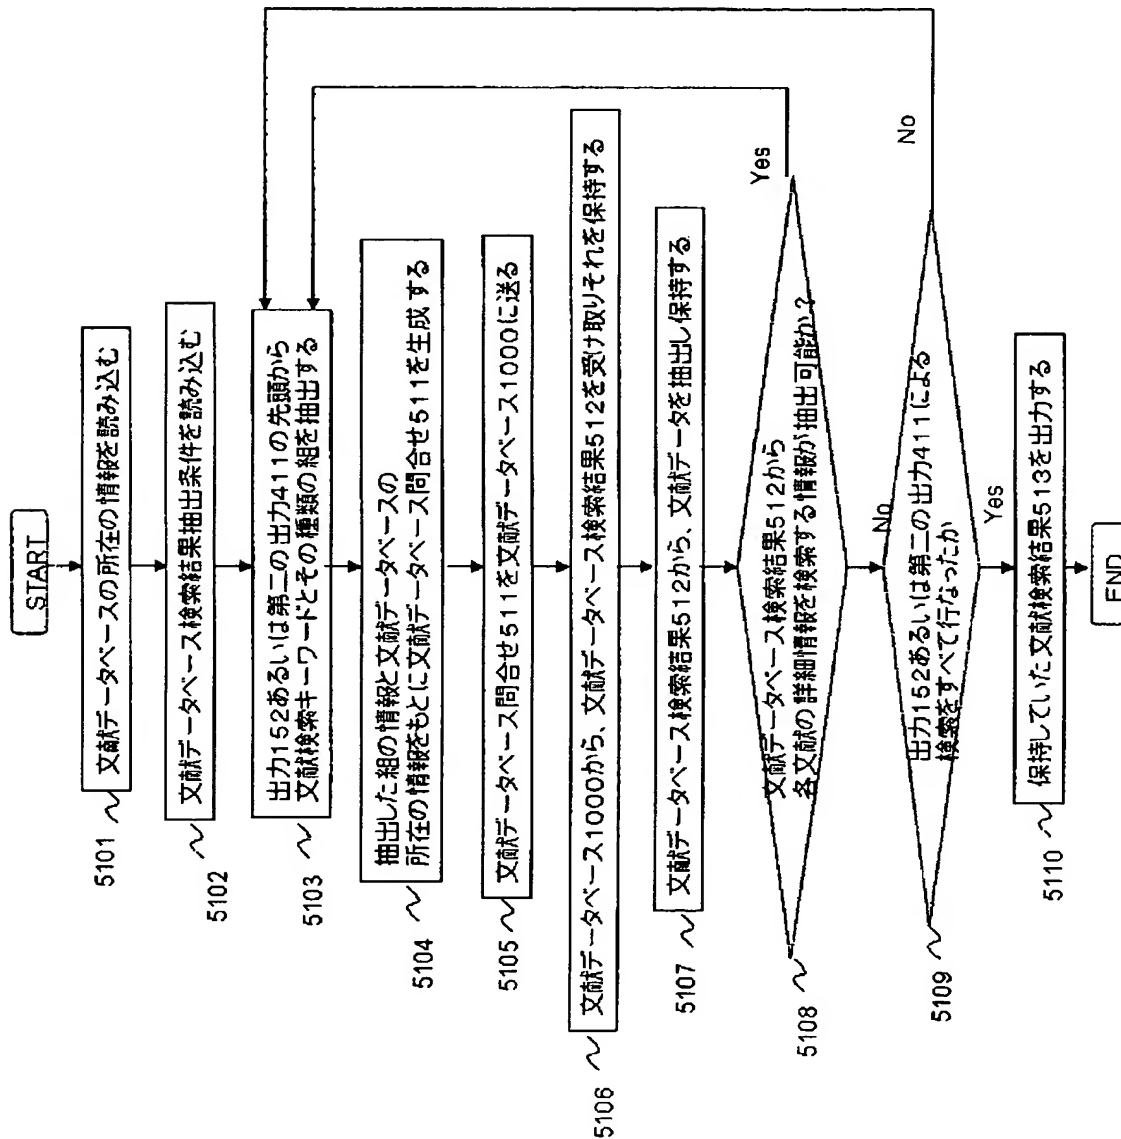 START
文献データベースの所在の情報を読み込む
5101
文献データベース検索結果抽出条件を読み込む
5102
出力152あるいは第二の出力411の先頭から
文献検索キーワードとその種類の組を抽出する
5103
抽出した組の情報と文献データベースの
所在の情報をもとに文献データベース問合せ511を生成する
5104
文献データベース問合せ511を文献データベース1000に送る
5105
文献データベース1000から、文献データベース検索結果512を受け取りそれを保持する
5106
文献データベース検索結果512から、文献データを抽出し保持する
5107
文献データベース検索結果512から
各文献の詳細情報を検索する情報が抽出可能か?
5108
Yes
No
出力152あるいは第二の出力411による
検索をすべて行なったか
5109
No
Yes
保持していた文献検索結果513を出力する
5110
END